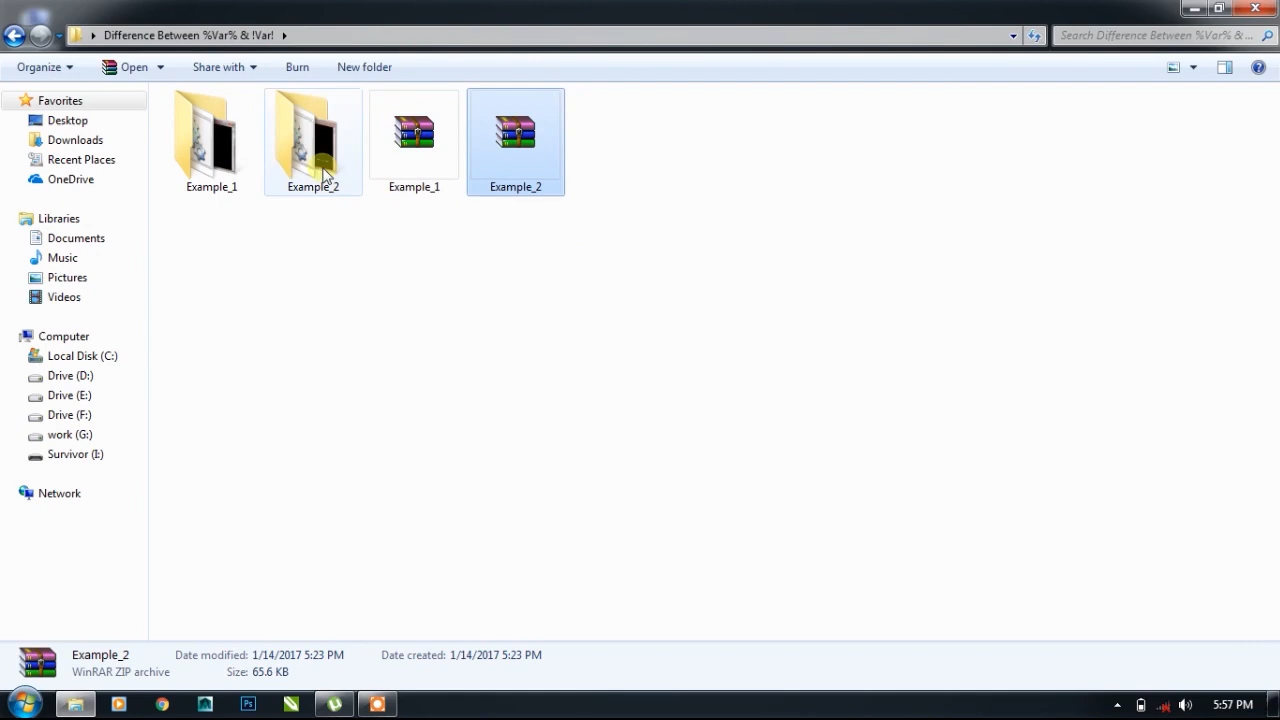 Difference Between %Var% & !Var!
Search Difference Between %Var% & ...
Organize
Open
Share with
Burn
New folder
Favorites
Desktop
Downloads
Recent Places
OneDrive
Libraries
Documents
Music
Pictures
Videos
Computer
Local Disk (C:)
Drive (D:)
Drive (E:)
Drive (F:)
work (G:)
Survivor (I:)
Network
Example_1
Example_2
Example_1
Example_2
Example_2
Date modified: 1/14/2017 5:23 PM
Date created: 1/14/2017 5:23 PM
WinRAR ZIP archive
Size: 65.6 KB
Ps
5:57 PM